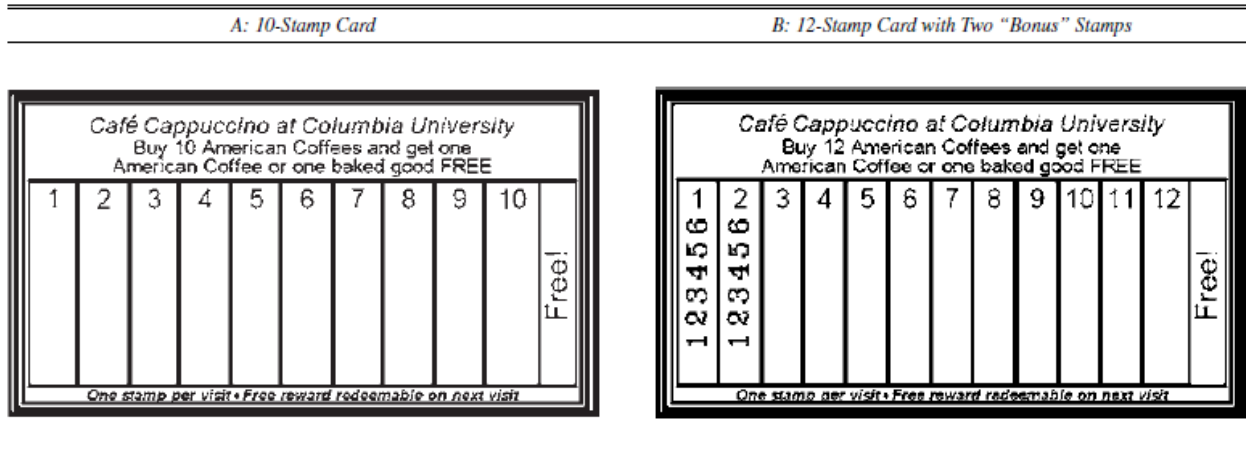 A: 10-Stamp Card
B: 12-Stamp Card with Two “Bonus” Stamps
Café Cappuccino at Columbia University
Buy 10 American Coffees and get one
American Coffee or one baked good FREE
1 2 3 4 5 6 7 8 9 10
Free!
One stamp per visit • Free reward redeemable on next visit
Café Cappuccino at Columbia University
Buy 12 American Coffees and get one
American Coffee or one baked good FREE
1 2 3 4 5 6 7 8 9 10 11 12
123456
123456
Free!
One stamp per visit • Free reward redeemable on next visit